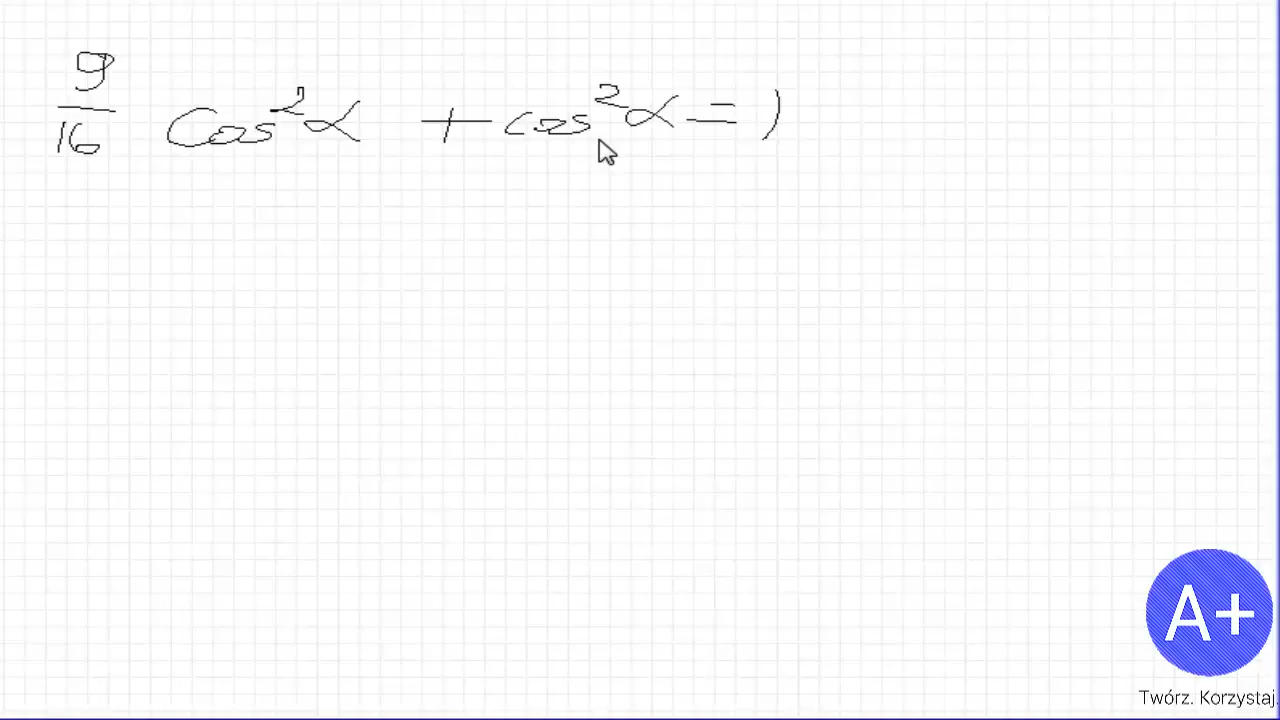 9/16 cos²α + cos²α = 1
A+
Twórz. Korzystaj.